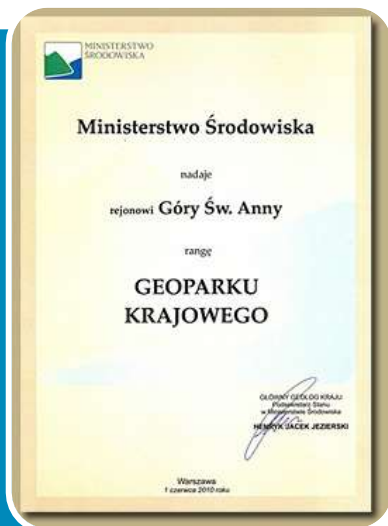 MINISTERSTWO
ŚRODOWISKA
Ministerstwo Środowiska
nadaje
rejonowi Góry Św. Anny
rangę
GEOPARKU
KRAJOWEGO
GŁÓWNY GEOLOG KRAJU
Podsekretarz Stanu
w Ministerstwie Środowiska
HENRYK JACEK JEZIERSKI
Warszawa
1 czerwca 2010 roku